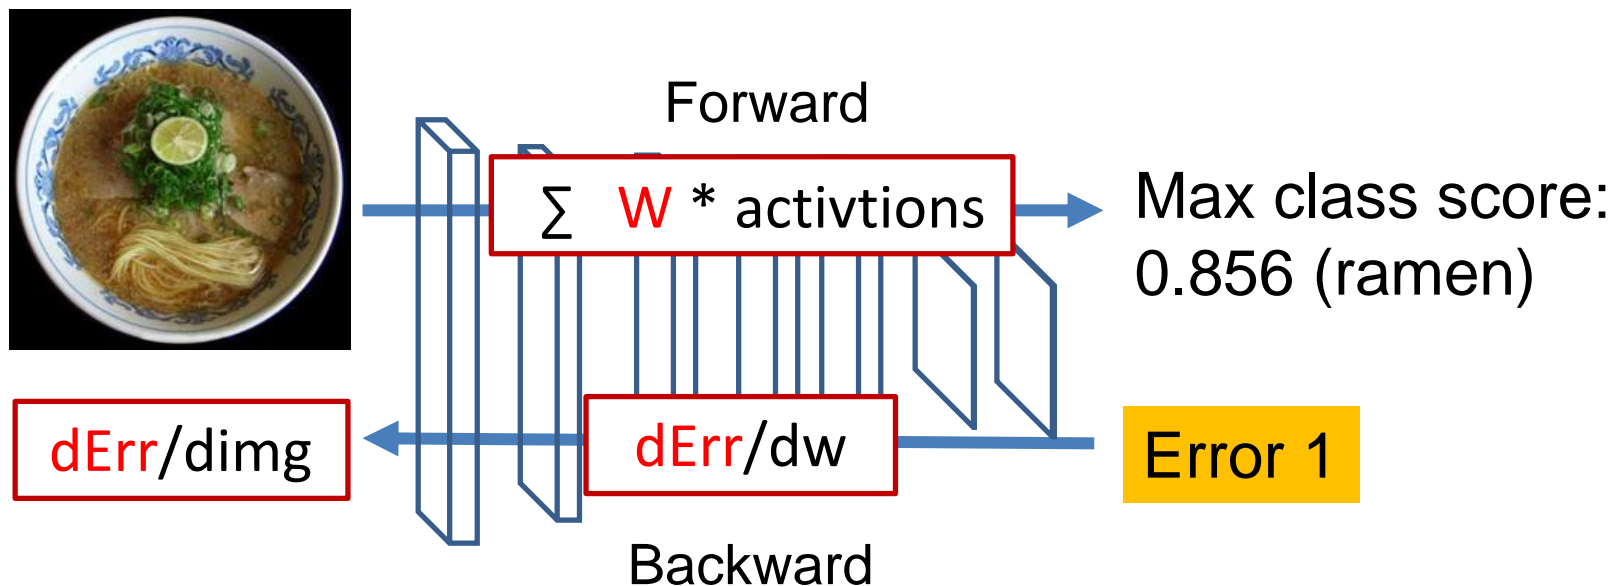 Forward
∑ W * activtions
Max class score:
0.856 (ramen)
dErr/dimg
dErr/dw
Error 1
Backward